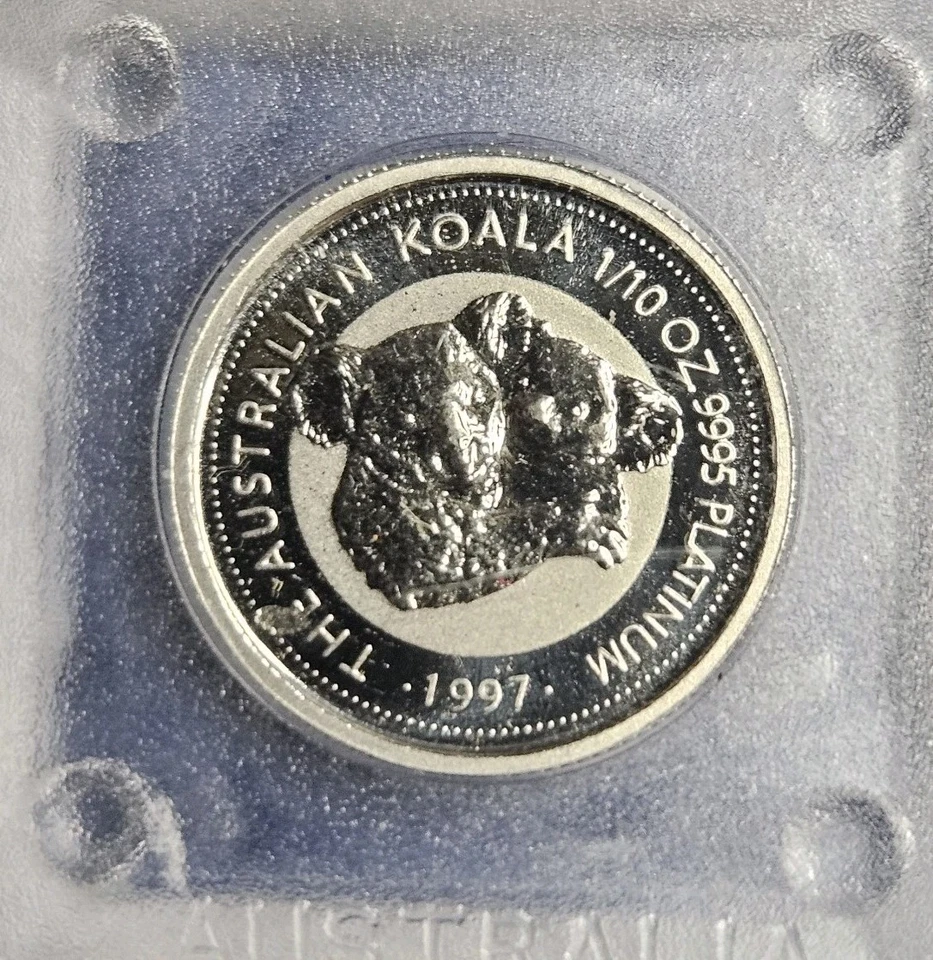 THE AUSTRALIAN KOALA 1/10 OZ 9995 PLATINUM
· 1997 ·
AUSTRALIA